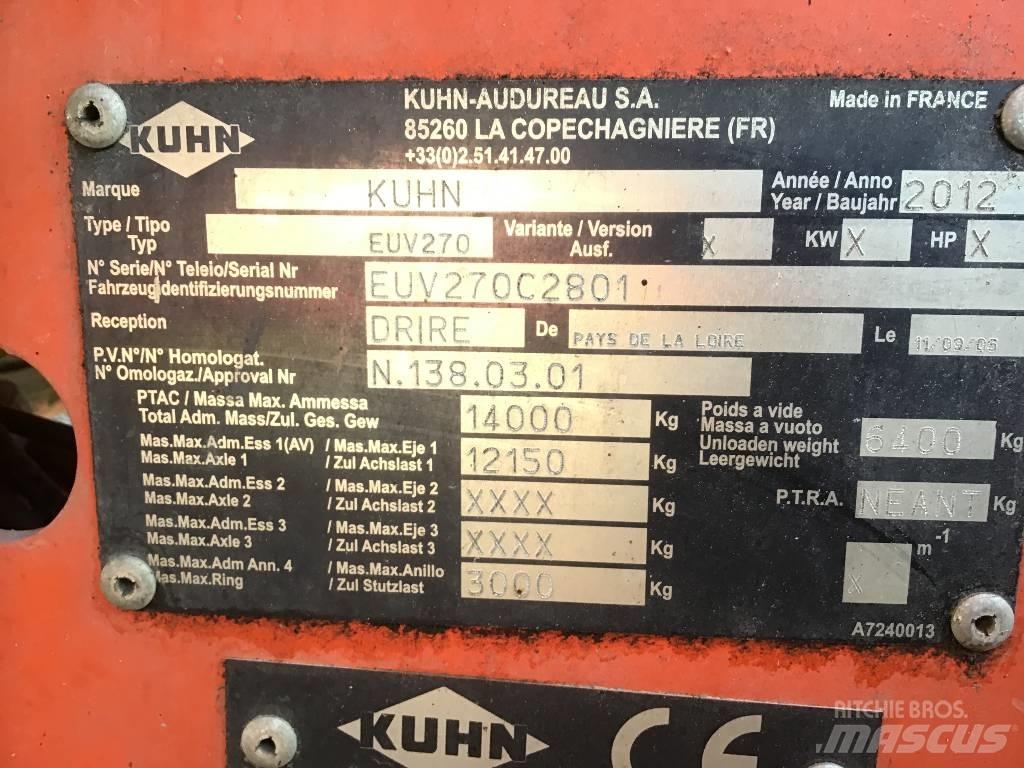 KUHN
KUHN-AUDUREAU S.A.
85260 LA COPECHAGNIERE (FR)
+33(0)2.51.41.47.00
Made in FRANCE
Marque KUHN Année / Anno
Year / Baujahr 2012
Type / Tipo
Typ EUV270 Variante / Version
Ausf. X KW X HP X
N° Serie/N° Teleio/Serial Nr
Fahrzeugidentifizierungsnummer EUV270C2801
Reception DRIRE De PAYS DE LA LOIRE Le 11/09/06
P.V.N°/N° Homologat.
N° Omologaz./Approval Nr N.138.03.01
PTAC / Massa Max. Ammessa
Total Adm. Mass/Zul. Ges. Gew 14000 Kg
Poids a vide
Massa a vuoto
Unloaden weight
Leergewicht 6400 Kg
Mas.Max.Adm.Ess 1(AV) / Mas.Max.Eje 1
Mas.Max.Axle 1 / Zul Achslast 1 12150 Kg
Mas.Max.Adm.Ess 2 / Mas.Max.Eje 2
Mas.Max.Axle 2 / Zul Achslast 2 XXXX Kg
P.T.R.A. NEANT Kg
Mas.Max.Adm.Ess 3 / Mas.Max.Eje 3
Mas.Max.Axle 3 / Zul Achslast 3 XXXX Kg
Mas.Max.Adm Ann. 4 / Mas.Max.Anillo
Mas.Max.Ring / Zul Stutzlast 3000 Kg
X m-1
A7240013
KUHN CE
RITCHIE BROS.
MASCUS